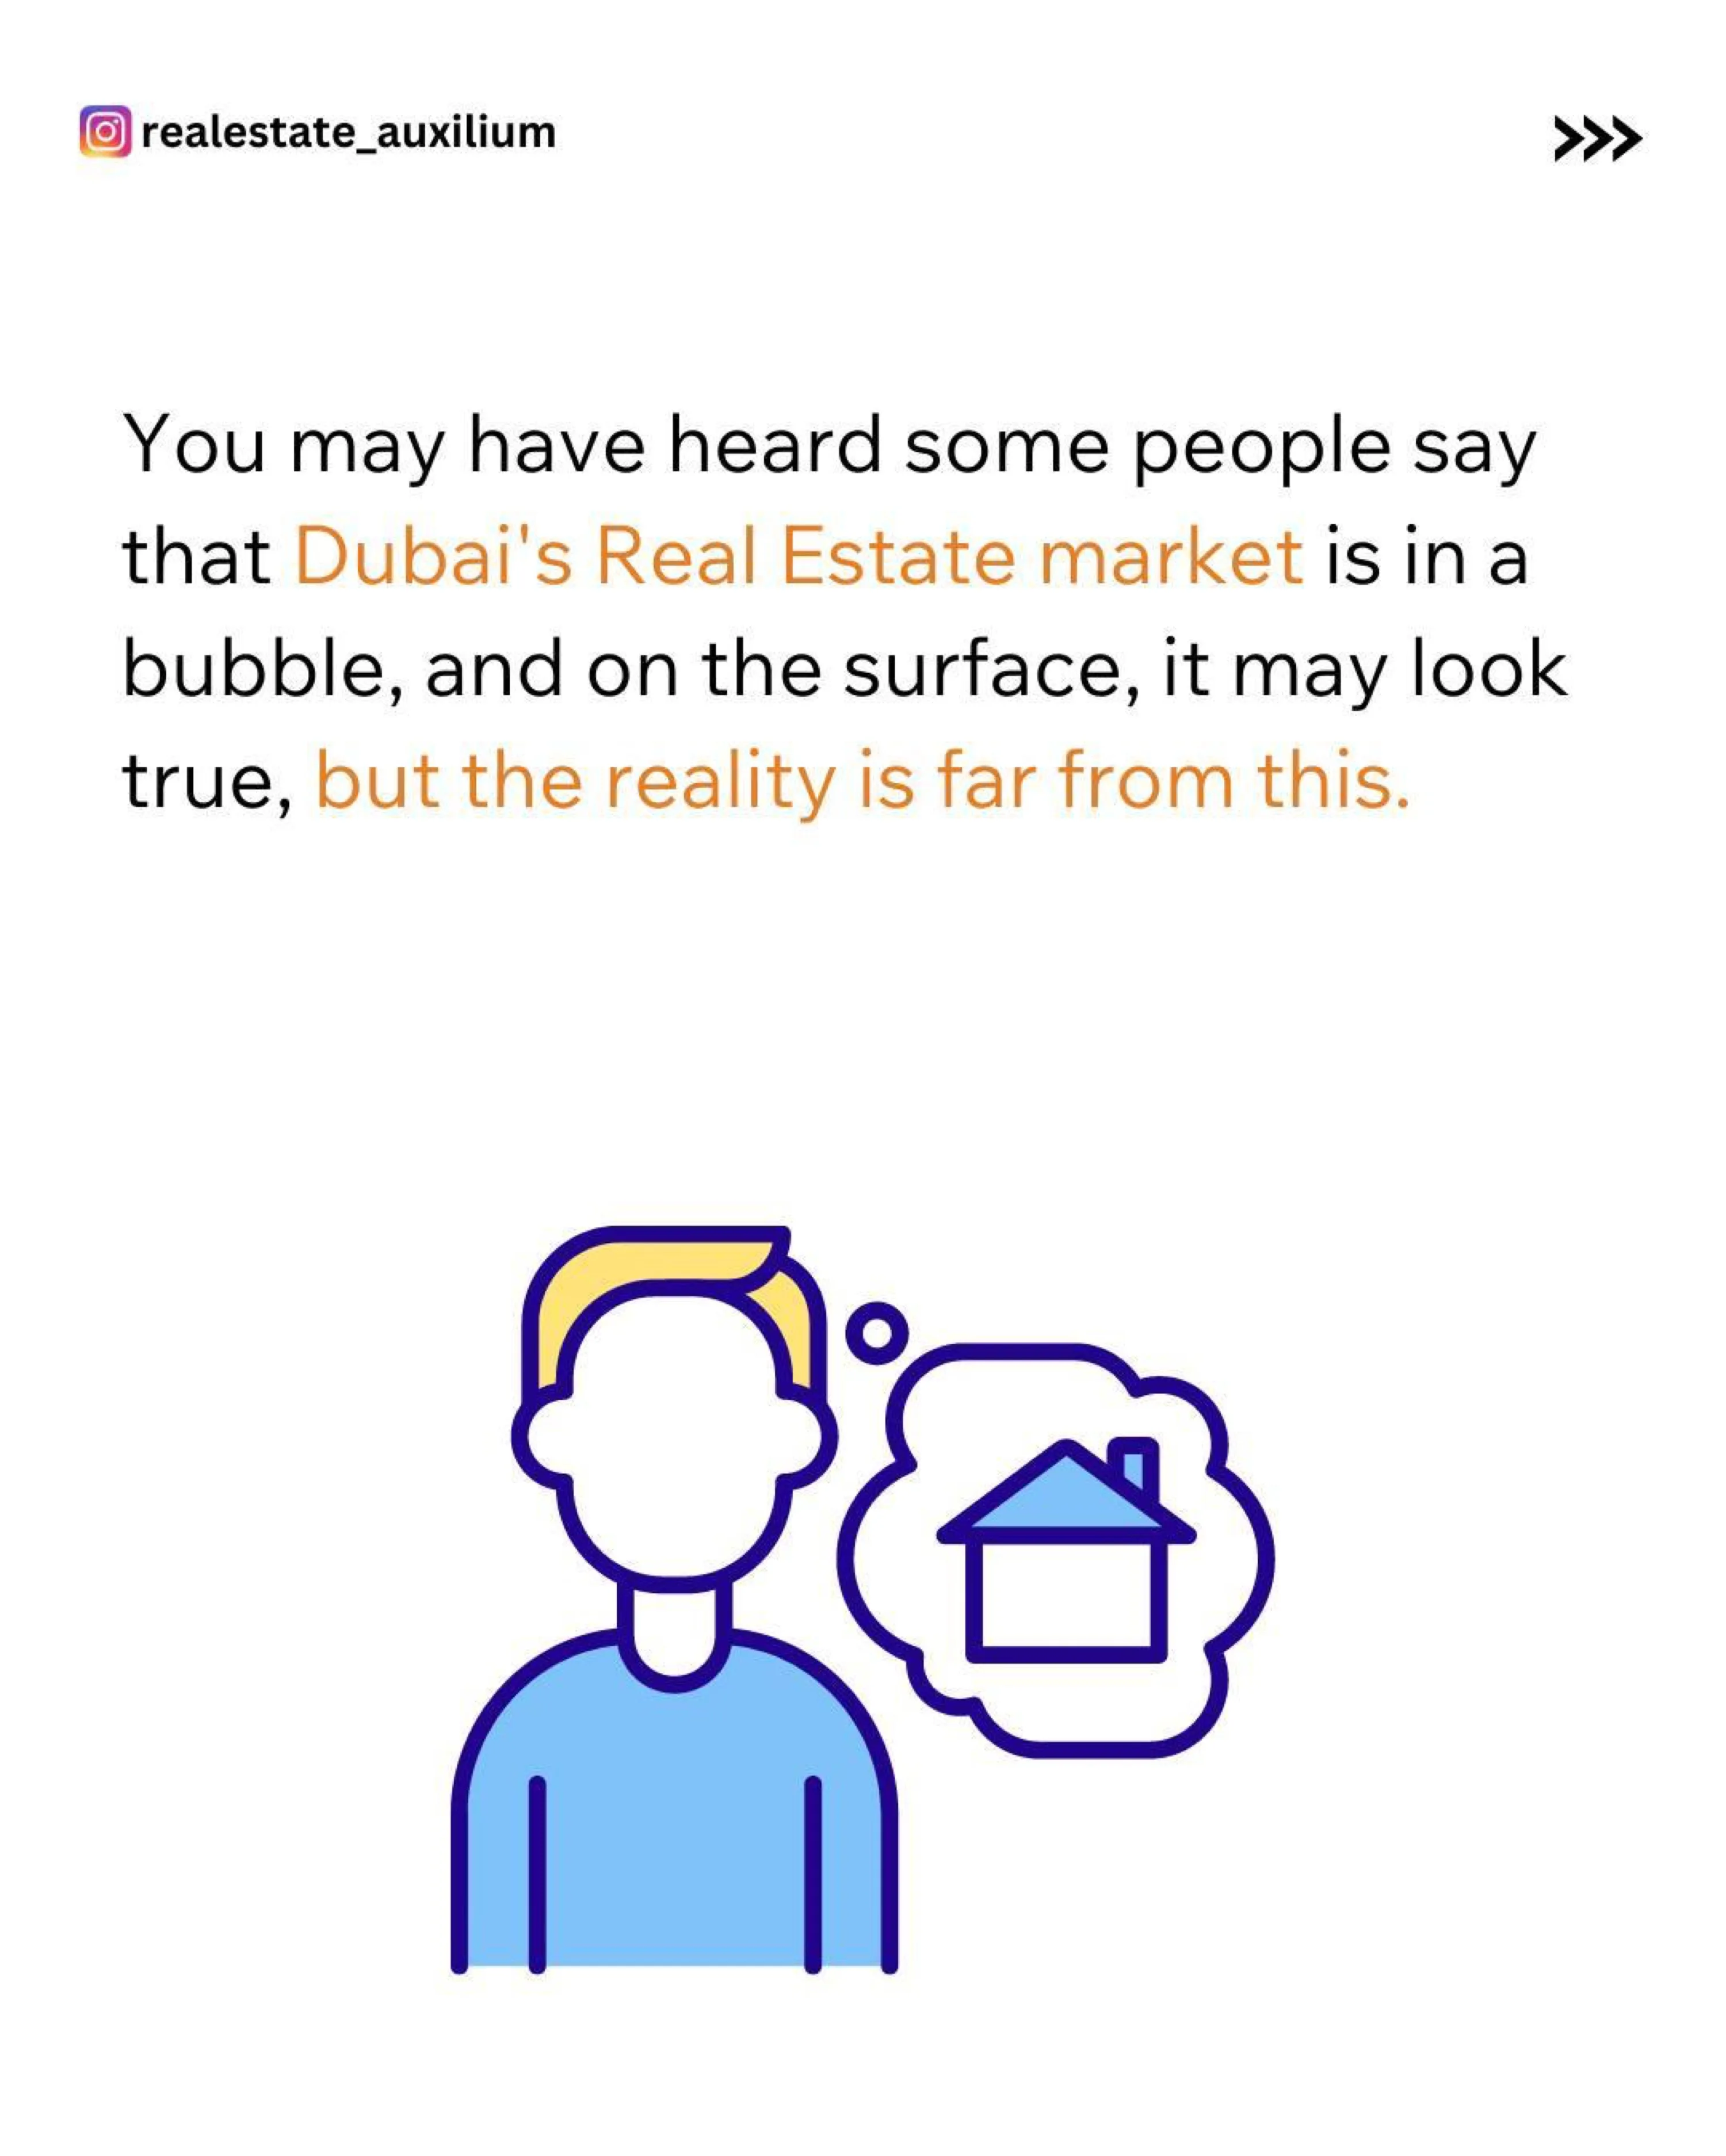 realestate_auxilium
You may have heard some people say
that Dubai's Real Estate market is in a
bubble, and on the surface, it may look
true, but the reality is far from this.